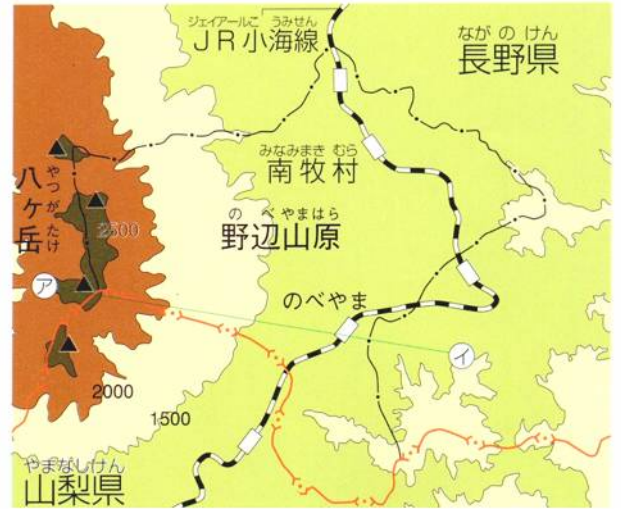 ジェイアールこ うみせん
JR小海線
ながのけん
長野県
みなみまき むら
南牧村
やつがたけ
八ヶ岳
2500
の べ やまはら
野辺山原
ア
のべやま
イ
2000
1500
やまなしけん
山梨県